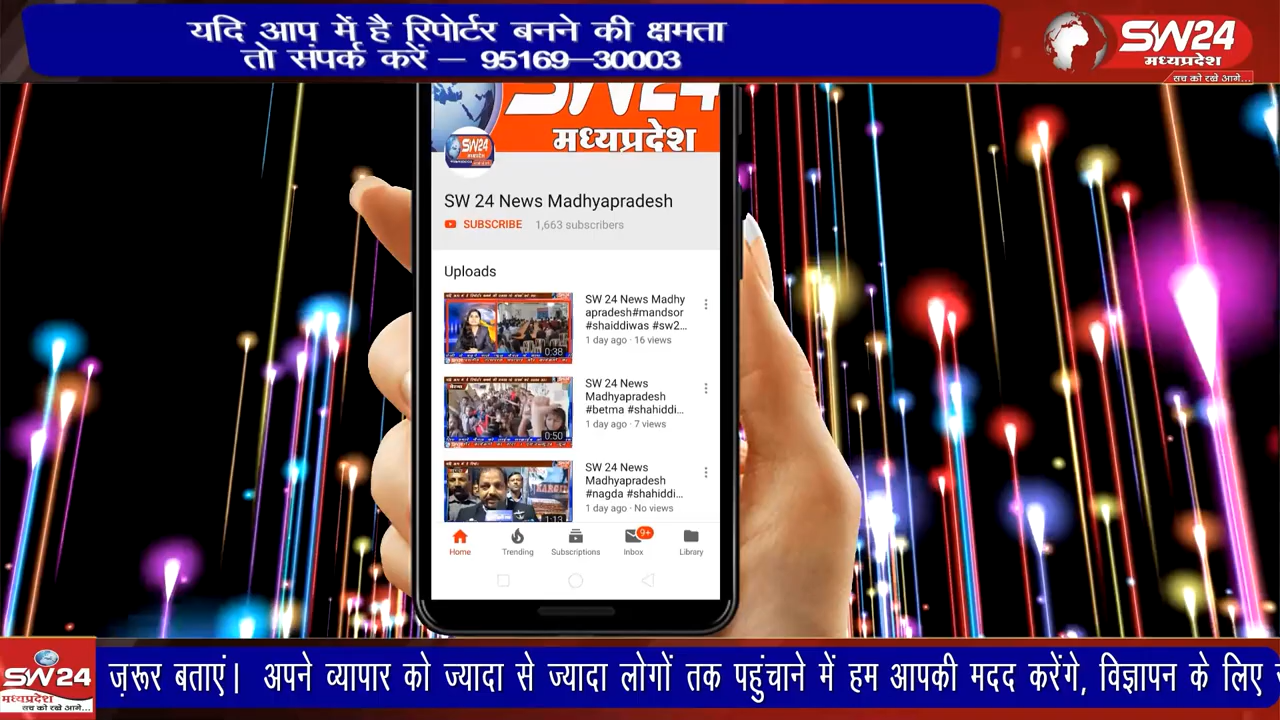 यदि आप में है रिपोर्टर बनने की क्षमता
तो संपर्क करें – 95169–30003
SW24
मध्यप्रदेश
सच को रखे आगे...
SW24
मध्यप्रदेश
SW24
SW 24 News Madhyapradesh
SUBSCRIBE 1,663 subscribers
Uploads
SW 24 News Madhy
apradesh#mandsor
#shaiddiwas #sw2...
1 day ago · 16 views
0:38
SW 24 News
Madhyapradesh
#betma #shahiddi...
1 day ago · 7 views
0:50
SW 24 News
Madhyapradesh
#nagda #shahiddi...
1 day ago · No views
1:13
9+
Home Trending Subscriptions Inbox Library
SW24
मध्यप्रदेश
सच को रखे आगे...
ज़रूर बताएं। अपने व्यापार को ज्यादा से ज्यादा लोगों तक पहुंचाने में हम आपकी मदद करेंगे, विज्ञापन के लिए